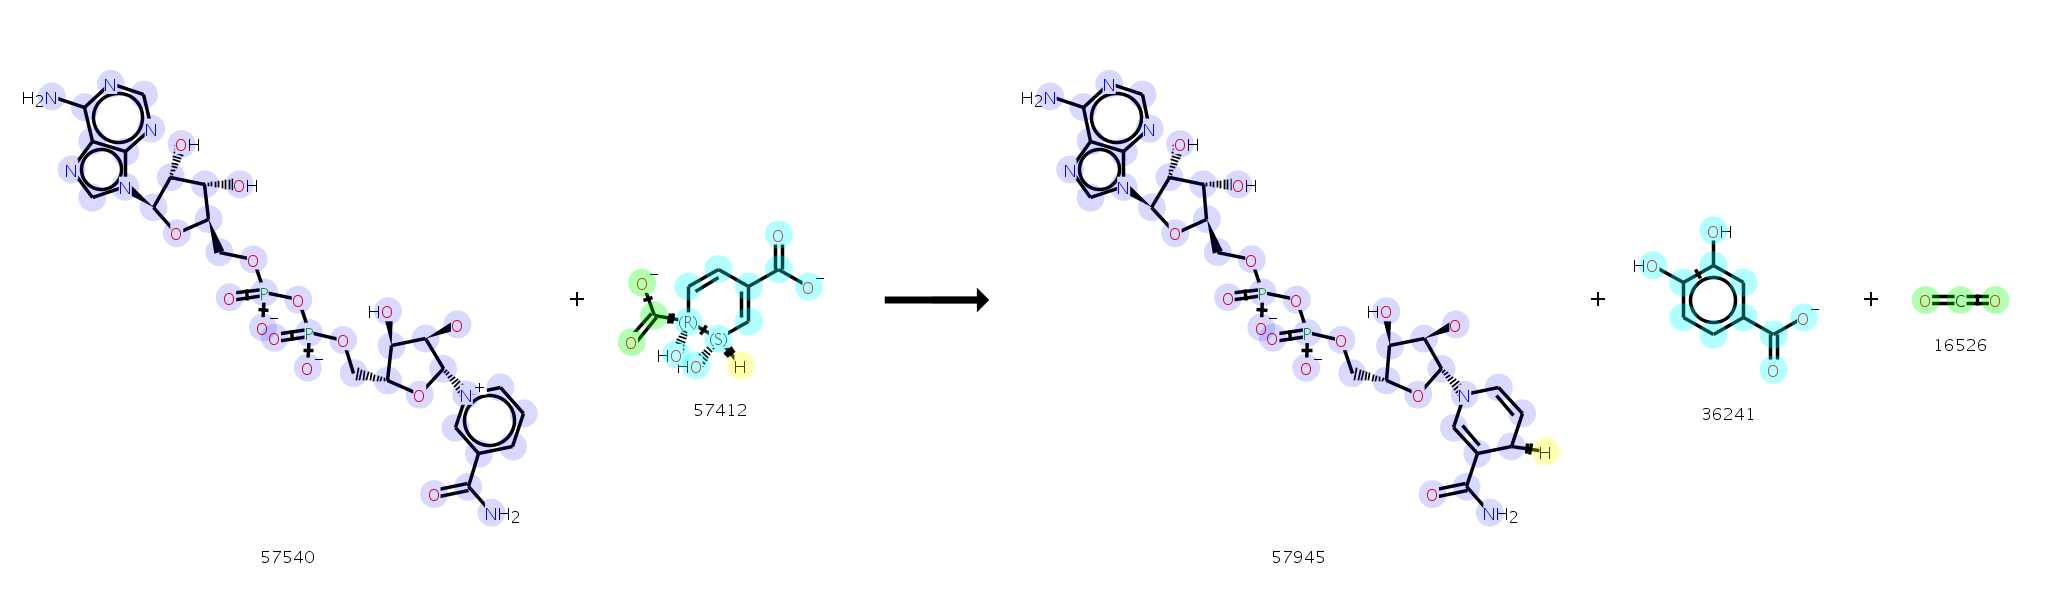 H2N N N N N OH OH O O O P O O− O O P O O− O HO O O N+ O NH2
57540
+
O− O (R) HO (S) HO H O O−
57412
H2N N N N N OH OH O O O P O O− O O P O O− O HO O O N H O NH2
57945
+
HO OH O− O
36241
+
O C O
16526